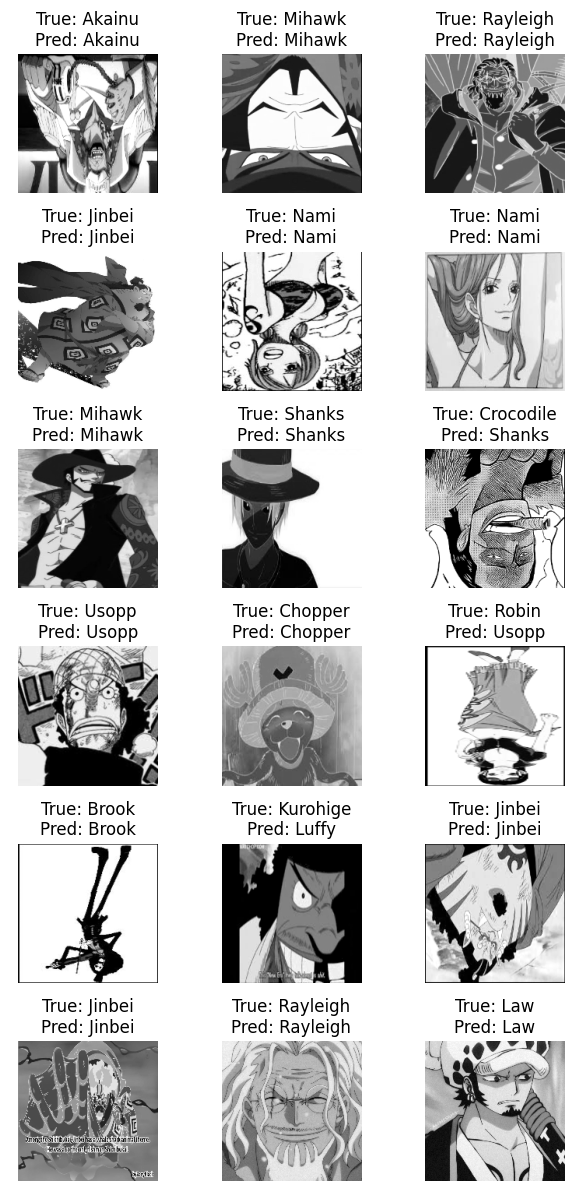 True: Akainu
Pred: Akainu
True: Mihawk
Pred: Mihawk
True: Rayleigh
Pred: Rayleigh
True: Jinbei
Pred: Jinbei
True: Nami
Pred: Nami
True: Nami
Pred: Nami
True: Mihawk
Pred: Mihawk
True: Shanks
Pred: Shanks
True: Crocodile
Pred: Shanks
True: Usopp
Pred: Usopp
True: Chopper
Pred: Chopper
True: Robin
Pred: Usopp
True: Brook
Pred: Brook
True: Kurohige
Pred: Luffy
True: Jinbei
Pred: Jinbei
True: Jinbei
Pred: Jinbei
True: Rayleigh
Pred: Rayleigh
True: Law
Pred: Law